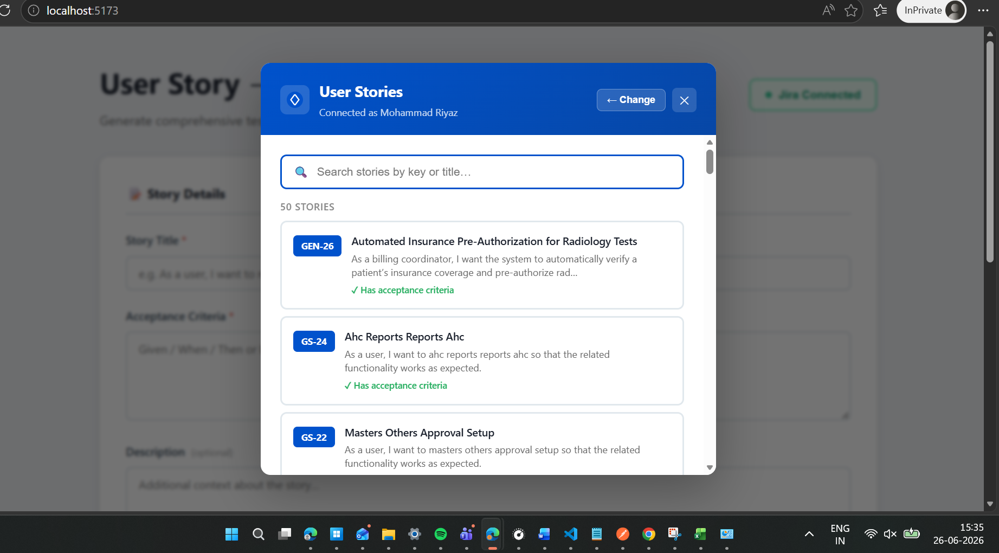 localhost:5173
InPrivate
User Story –
Generate comprehensive te
Jira Connected
User Stories
Connected as Mohammad Riyaz
← Change
Search stories by key or title...
50 STORIES
GEN-26
Automated Insurance Pre-Authorization for Radiology Tests
As a billing coordinator, I want the system to automatically verify a
patient's insurance coverage and pre-authorize rad...
✓ Has acceptance criteria
GS-24
Ahc Reports Reports Ahc
As a user, I want to ahc reports reports ahc so that the related
functionality works as expected.
✓ Has acceptance criteria
GS-22
Masters Others Approval Setup
As a user, I want to masters others approval setup so that the related
functionality works as expected.
Story Details
Story Title *
e.g. As a user, I want to
Acceptance Criteria *
Given / When / Then or
Description (optional)
Additional context about the story...
ENG
IN
15:35
26-06-2026